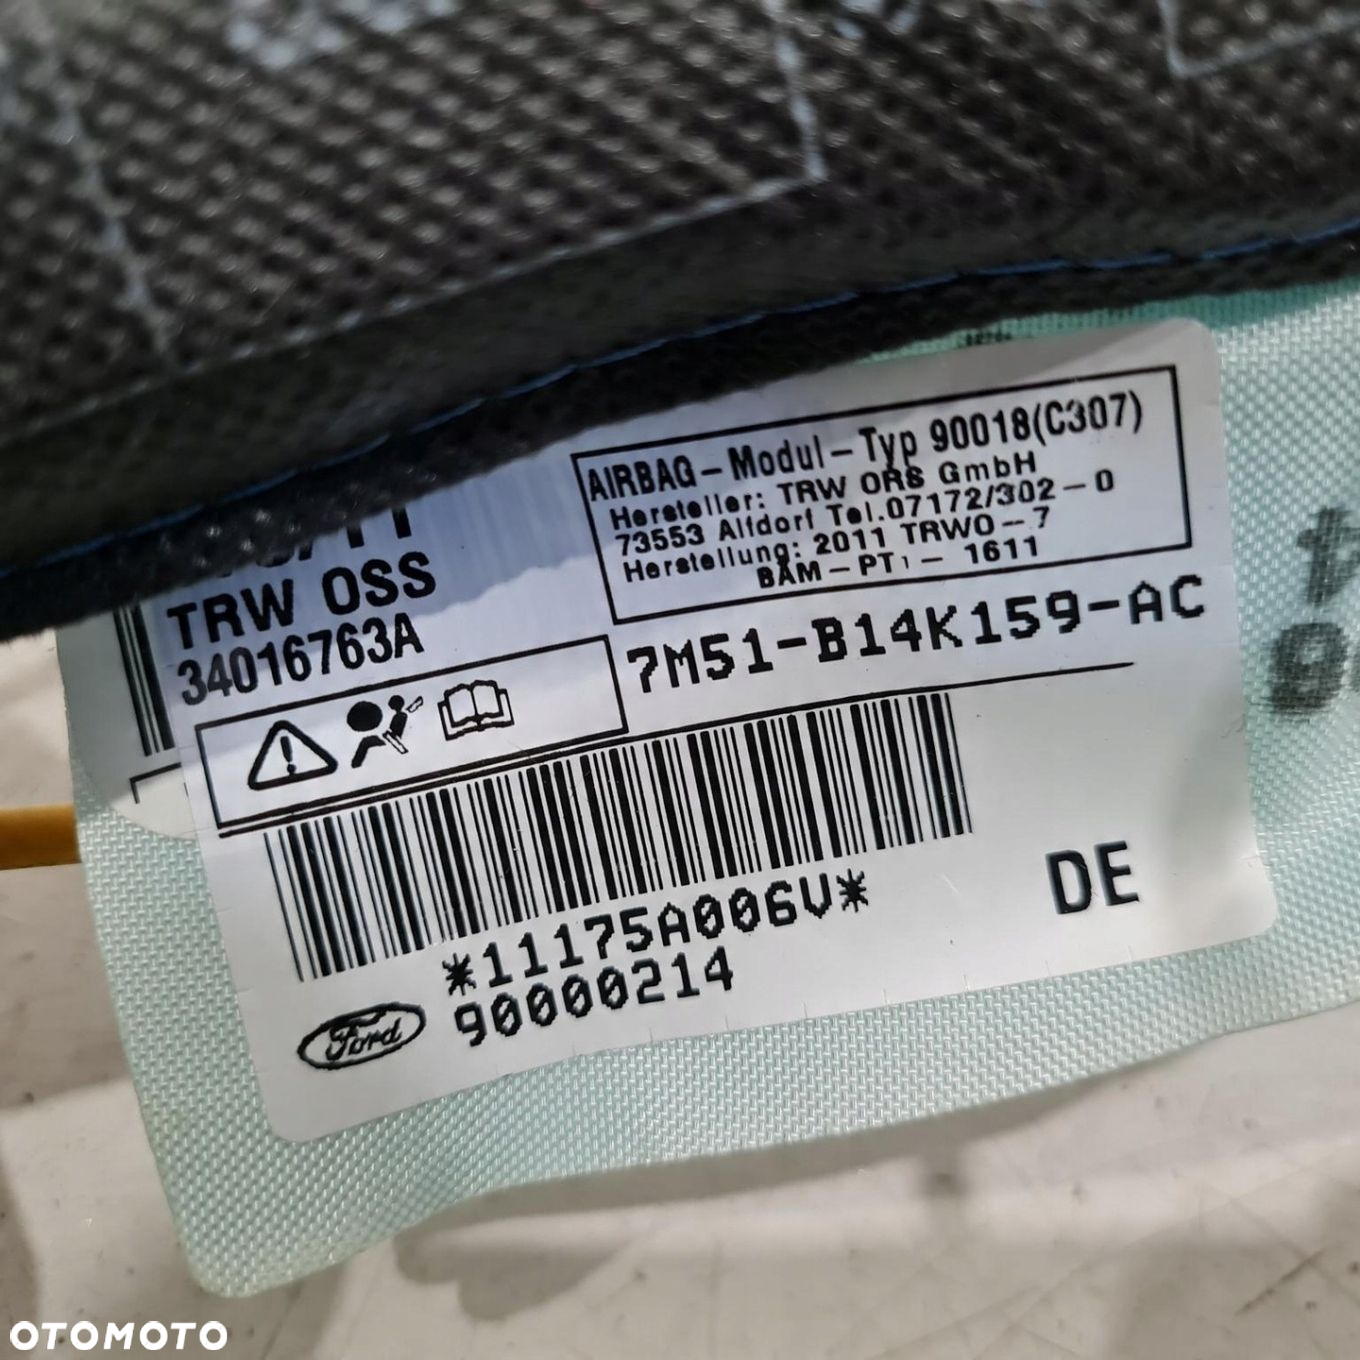 AIRBAG-Modul-Typ 90018(C307)
Hersteller: TRW ORS GmbH
73553 Alfdorf Tel.07172/302-0
Herstellung: 2011 TRWO-7
BAM-PT1-1611
TRW OSS
34016763A
7M51-B14K159-AC
*11175A006V*
DE
Ford
90000214
OTOMOTO